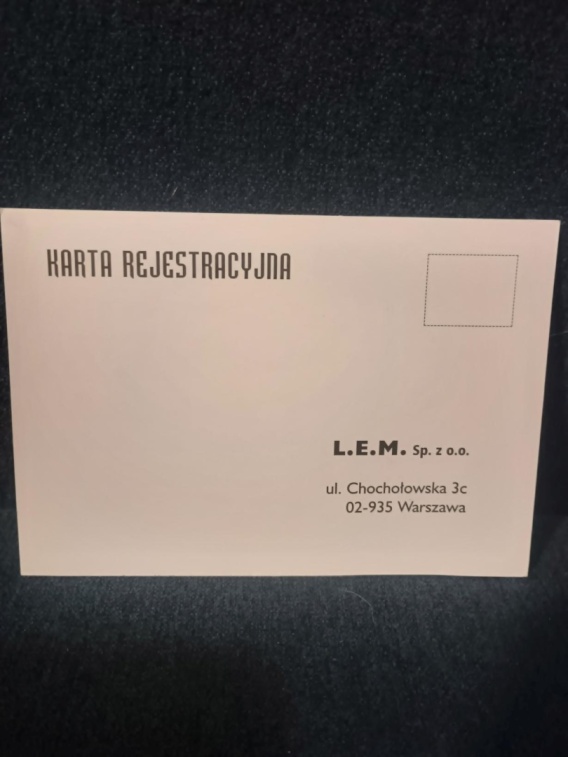 KARTA REJESTRACYJNA
L.E.M. Sp. z o.o.
ul. Chochołowska 3c
02-935 Warszawa